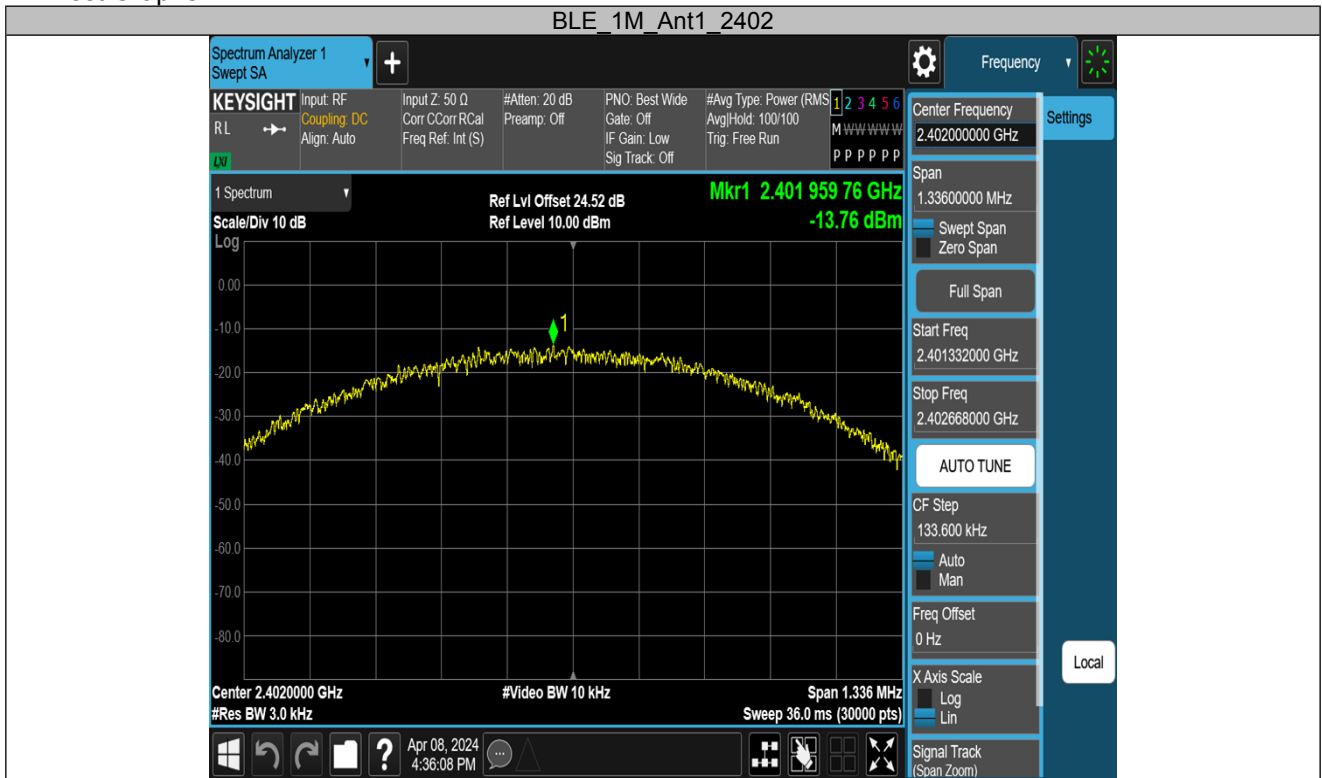 BLE_1M_Ant1_2402
Spectrum Analyzer 1
Swept SA
+
Frequency
KEYSIGHT
RL
LXI
Input: RF
Coupling: DC
Align: Auto
Input Z: 50 Ω
Corr CCorr RCal
Freq Ref: Int (S)
#Atten: 20 dB
Preamp: Off
PNO: Best Wide
Gate: Off
IF Gain: Low
Sig Track: Off
#Avg Type: Power (RMS
Avg|Hold: 100/100
Trig: Free Run
1 2 3 4 5 6
M W W W W W
P P P P P P
1 Spectrum
Scale/Div 10 dB
Log
Ref Lvl Offset 24.52 dB
Ref Level 10.00 dBm
Mkr1 2.401 959 76 GHz
-13.76 dBm
1
0.00
-10.0
-20.0
-30.0
-40.0
-50.0
-60.0
-70.0
-80.0
Center 2.4020000 GHz
#Res BW 3.0 kHz
#Video BW 10 kHz
Span 1.336 MHz
Sweep 36.0 ms (30000 pts)
?
Apr 08, 2024
4:36:08 PM
Center Frequency
2.402000000 GHz
Settings
Span
1.33600000 MHz
Swept Span
Zero Span
Full Span
Start Freq
2.401332000 GHz
Stop Freq
2.402668000 GHz
AUTO TUNE
CF Step
133.600 kHz
Auto
Man
Freq Offset
0 Hz
X Axis Scale
Log
Lin
Local
Signal Track
(Span Zoom)